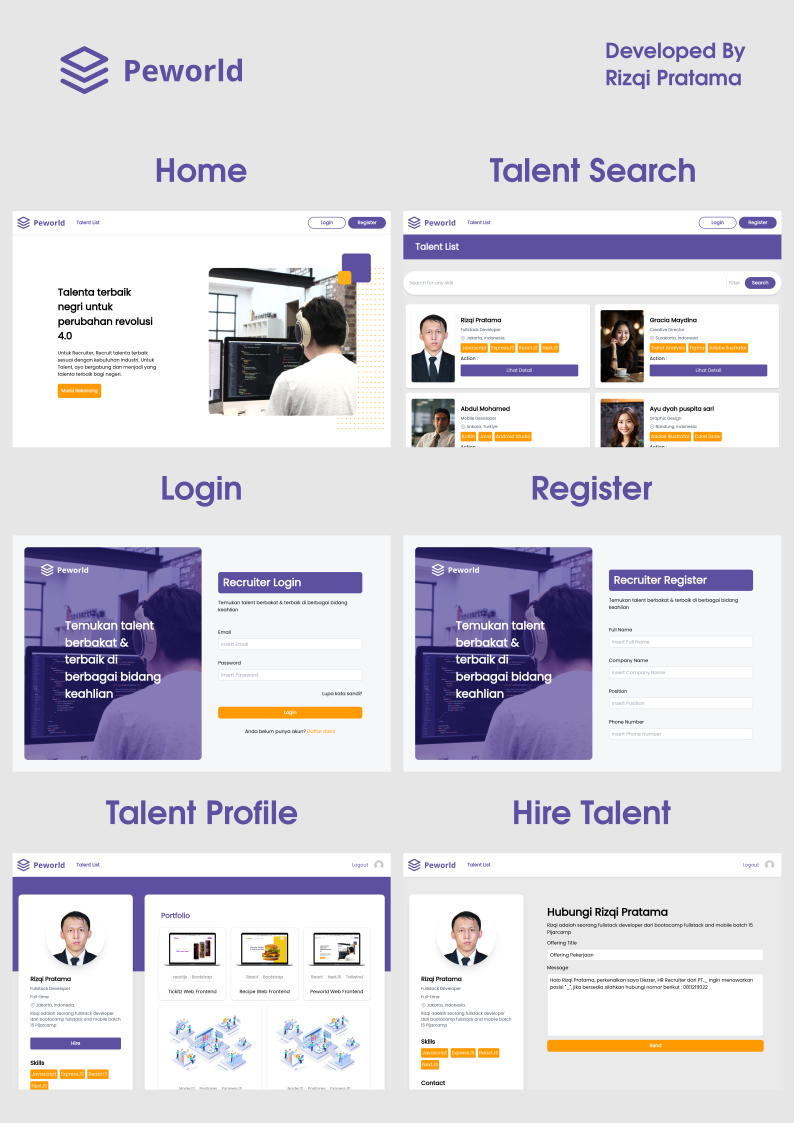 Peworld
Developed By
Rizqi Pratama
Home
Talent Search
Peworld
Talent List
Login
Register
Talenta terbaik
negri untuk
perubahan revolusi
4.0
Untuk Recruiter, Recruit talenta terbaik
sesuai dengan kebutuhan industri. Untuk
Talent, ayo bergabung dan menjadi yang
talenta terbaik bagi negeri.
Mulai Sekarang
Peworld
Talent List
Login
Register
Talent List
Search for any skill
Filter
Search
Rizqi Pratama
Fullstack Developer
Jakarta, Indonesia,
Javascript
ExpressJS
ReactJS
NextJS
Action :
Lihat Detail
Gracia Maydina
Creative Director
Surakarta, Indonesia
Trend Analysis
Figma
Adobe Illustrator
Action :
Lihat Detail
Abdul Mohamed
Mobile Developer
Ankara, Turkiye
Kotlin
Java
Android Studio
Ayu dyah puspita sari
Graphic Design
Bandung, Indonesia
Adobe Illustrator
Corel Draw
Login
Register
Peworld
Temukan talent
berbakat &
terbaik di
berbagai bidang
keahlian
Recruiter Login
Temukan talent berbakat & terbaik di berbagai bidang
keahlian
Email
Insert Email
Password
Insert Password
Lupa kata sandi?
Login
Anda belum punya akun? Daftar disini
Peworld
Temukan talent
berbakat &
terbaik di
berbagai bidang
keahlian
Recruiter Register
Temukan talent berbakat & terbaik di berbagai bidang
keahlian
Full Name
Insert Full Name
Company Name
Insert Company Name
Position
Insert Position
Phone Number
Insert Phone Number
Talent Profile
Hire Talent
Peworld
Talent List
Logout
Rizqi Pratama
Fullstack Developer
Full-time
Jakarta, Indonesia,
Rizqi adalah seorang fullstack developer
dari bootacamp fullstack and mobile batch
15 Pijarcamp
Hire
Skills
Javascript
ExpressJS
ReactJS
NextJS
Portfolio
nextjs
Bootstrap
Tickitz Web Frontend
React
Bootstrap
Recipe Web Frontend
React
NextJS
Tailwind
Peworld Web Frontend
NodeJS
Postgres
ExpressJS
NodeJS
Postgres
ExpressJS
Peworld
Talent List
Logout
Rizqi Pratama
Fullstack Developer
Full-time
Jakarta, Indonesia,
Rizqi adalah seorang fullstack developer
dari bootacamp fullstack and mobile batch
15 Pijarcamp
Skills
Javascript
ExpressJS
ReactJS
NextJS
Contact
Hubungi Rizqi Pratama
Rizqi adalah seorang fullstack developer dari bootacamp fullstack and mobile batch 15
Pijarcamp
Offering Title
Offering Pekerjaan
Message
Halo Rizqi Pratama, perkenalkan saya Dezzer, HR Recruiter dari PT.__ ingin menawarkan
posisi "_", jika bersedia silahkan hubungi nomor berikut :
Send